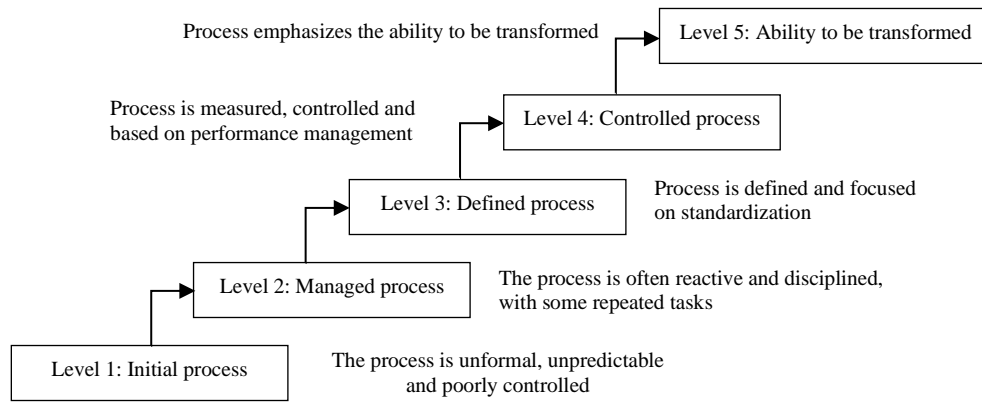 Process emphasizes the ability to be transformed
Level 5: Ability to be transformed
Process is measured, controlled and
based on performance management
Level 4: Controlled process
Level 3: Defined process
Process is defined and focused
on standardization
Level 2: Managed process
The process is often reactive and disciplined,
with some repeated tasks
Level 1: Initial process
The process is unformal, unpredictable
and poorly controlled